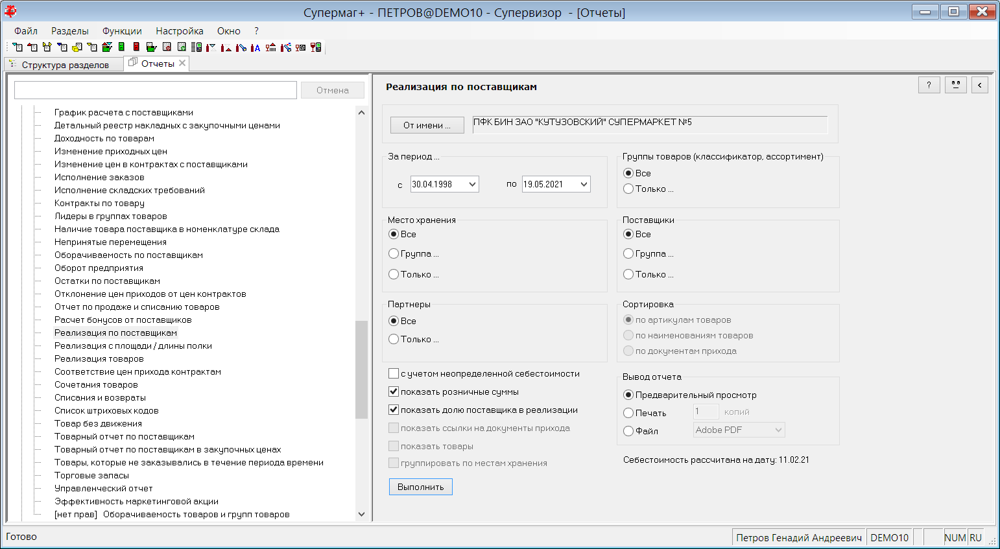 Супермаг+ - ПЕТРОВ@DEMO10 - Супервизор - [Отчеты]
Файл Разделы Функции Настройка Окно ?
Структура разделов Отчеты
Отмена
График расчета с поставщиками
Детальный реестр накладных с закупочными ценами
Доходность по товарам
Изменение приходных цен
Изменение цен в контрактах с поставщиками
Исполнение заказов
Исполнение складских требований
Контракты по товару
Лидеры в группах товаров
Наличие товара поставщика в номенклатуре склада
Непринятые перемещения
Оборачиваемость по поставщикам
Оборот предприятия
Остатки по поставщикам
Отклонение цен приходов от цен контрактов
Отчет по продаже и списанию товаров
Расчет бонусов от поставщиков
Реализация по поставщикам
Реализация с площади / длины полки
Реализация товаров
Соответствие цен прихода контрактам
Сочетания товаров
Списания и возвраты
Список штриховых кодов
Товар без движения
Товарный отчет по поставщикам
Товарный отчет по поставщикам в закупочных ценах
Товары, которые не заказывались в течение периода времени
Торговые запасы
Управленческий отчет
Эффективность маркетинговой акции
[нет прав] Оборачиваемость товаров и групп товаров
Реализация по поставщикам
? <
От имени ... ПФК БИН ЗАО "КУТУЗОВСКИЙ" СУПЕРМАРКЕТ №5
За период ...
с 30.04.1998 по 19.05.2021
Группы товаров (классификатор, ассортимент)
Все
Только ...
Место хранения
Все
Группа ...
Только ...
Поставщики
Все
Группа ...
Только ...
Партнеры
Все
Только ...
Сортировка
по артикулам товаров
по наименованиям товаров
по документам прихода
с учетом неопределенной себестоимости
показать розничные суммы
показать долю поставщика в реализации
показать ссылки на документы прихода
показать товары
группировать по местам хранения
Вывод отчета
Предварительный просмотр
Печать 1 копий
Файл Adobe PDF
Себестоимость рассчитана на дату: 11.02.21
Выполнить
Готово Петров Генадий Андреевич DEMO10 NUM RU